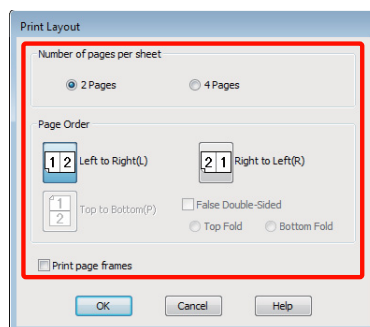 Print Layout
Number of pages per sheet
2 Pages 4 Pages
Page Order
1 2 Left to Right(L) 2 1 Right to Left(R)
1
2 Top to Bottom(P) False Double-Sided
Top Fold Bottom Fold
Print page frames
OK Cancel Help